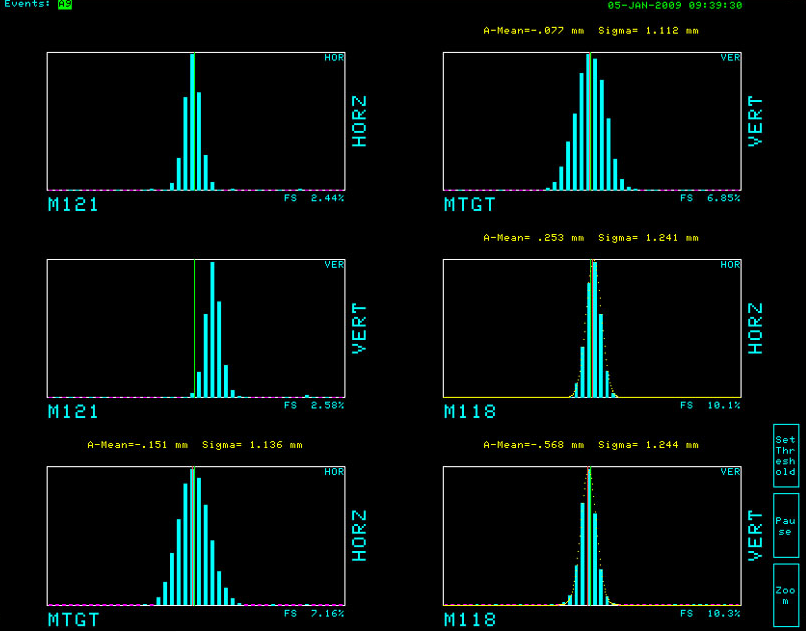 Events: A9
05-JAN-2009 09:39:30
HOR
HORZ
M121
FS 2.44%
A-Mean=-.077 mm Sigma= 1.112 mm
VER
VERT
MTGT
FS 6.85%
VER
VERT
M121
FS 2.58%
A-Mean= .253 mm Sigma= 1.241 mm
HOR
HORZ
M118
FS 10.1%
A-Mean=-.151 mm Sigma= 1.136 mm
HOR
HORZ
MTGT
FS 7.16%
A-Mean=-.568 mm Sigma= 1.244 mm
VER
VERT
M118
FS 10.3%
Set
Thr
esh
old
Pau
se
Zoo
m